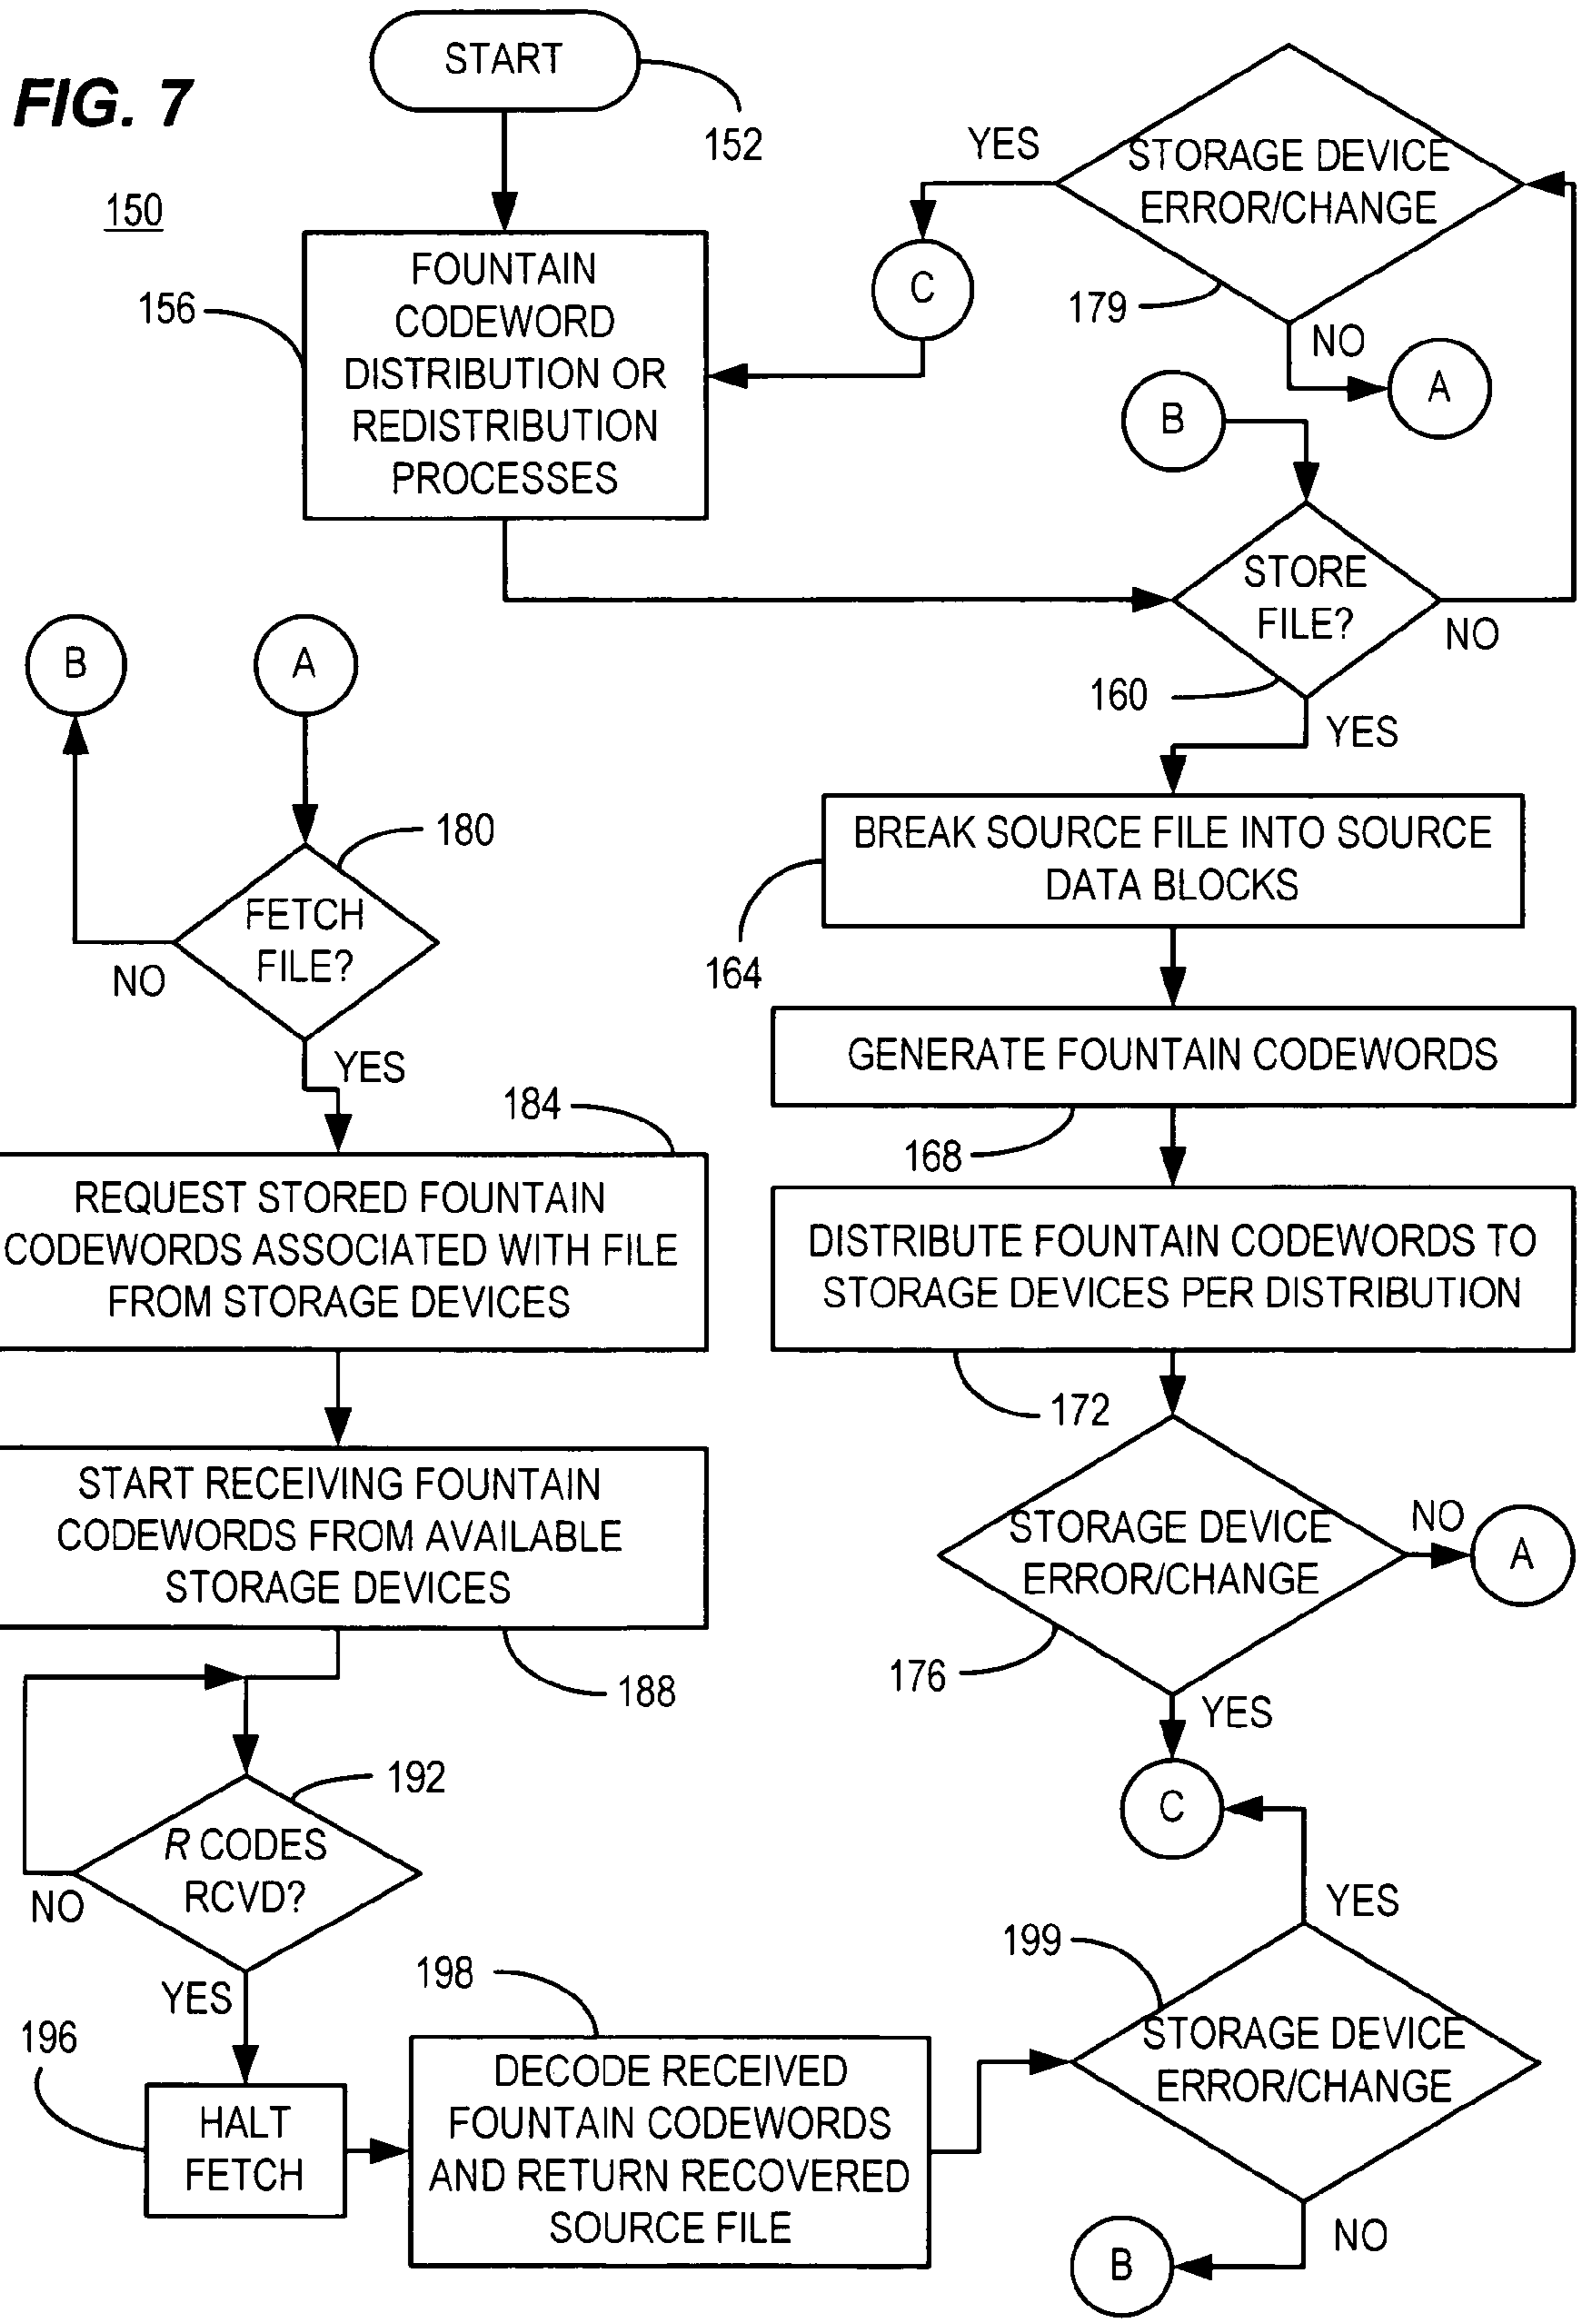 FIG. 7
150
START
152
FOUNTAIN
CODEWORD
DISTRIBUTION OR
REDISTRIBUTION
PROCESSES
156
YES
STORAGE DEVICE
ERROR/CHANGE
179
C
NO
A
B
STORE
FILE?
160
NO
YES
BREAK SOURCE FILE INTO SOURCE
DATA BLOCKS
164
GENERATE FOUNTAIN CODEWORDS
168
DISTRIBUTE FOUNTAIN CODEWORDS TO
STORAGE DEVICES PER DISTRIBUTION
172
STORAGE DEVICE
ERROR/CHANGE
NO
A
176
YES
C
B
A
180
FETCH
FILE?
NO
YES
184
REQUEST STORED FOUNTAIN
CODEWORDS ASSOCIATED WITH FILE
FROM STORAGE DEVICES
START RECEIVING FOUNTAIN
CODEWORDS FROM AVAILABLE
STORAGE DEVICES
188
192
R CODES
RCVD?
NO
YES
196
HALT
FETCH
198
DECODE RECEIVED
FOUNTAIN CODEWORDS
AND RETURN RECOVERED
SOURCE FILE
199
YES
STORAGE DEVICE
ERROR/CHANGE
NO
B